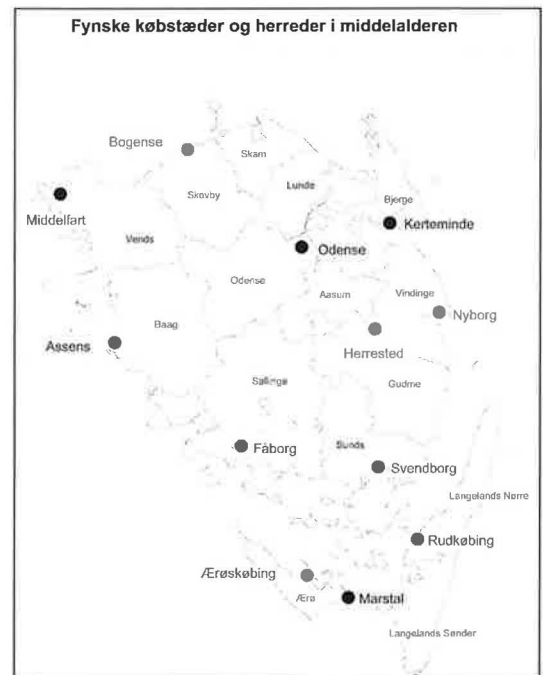 Fynske købstæder og herreder i middelalderen
Bogense
Skam
Lunde
Skovby
Bjerge
Middelfart
Kerteminde
Vends
Odense
Odense
Aasum
Vindinge
Nyborg
Baag
Assens
Herrested
Sallinge
Gudme
Fåborg
Sunds
Svendborg
Langelands Nørre
Rudkøbing
Ærøskøbing
Ærø
Marstal
Langelands Sønder